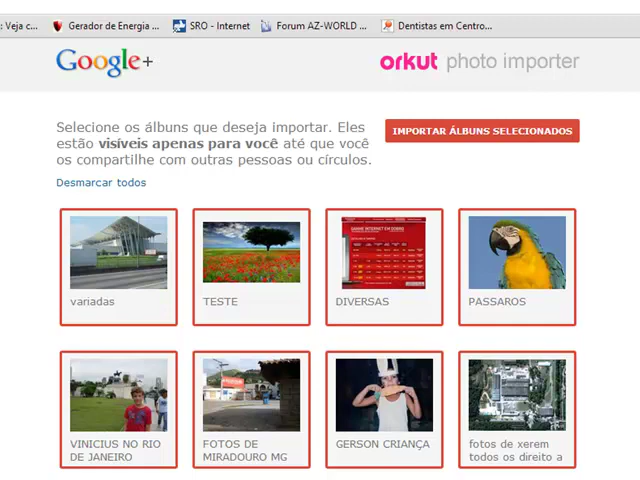 : Veja c...
Gerador de Energia ...
SRO - Internet
Forum AZ-WORLD ...
Dentistas em Centro...
Google+
orkut photo importer
Selecione os álbuns que deseja importar. Eles
estão visíveis apenas para você até que você
os compartilhe com outras pessoas ou círculos.
IMPORTAR ÁLBUNS SELECIONADOS
Desmarcar todos
variadas
TESTE
DIVERSAS
PASSAROS
VINICIUS NO RIO
DE JANEIRO
FOTOS DE
MIRADOURO MG
GERSON CRIANÇA
fotos de xerem
todos os direito a